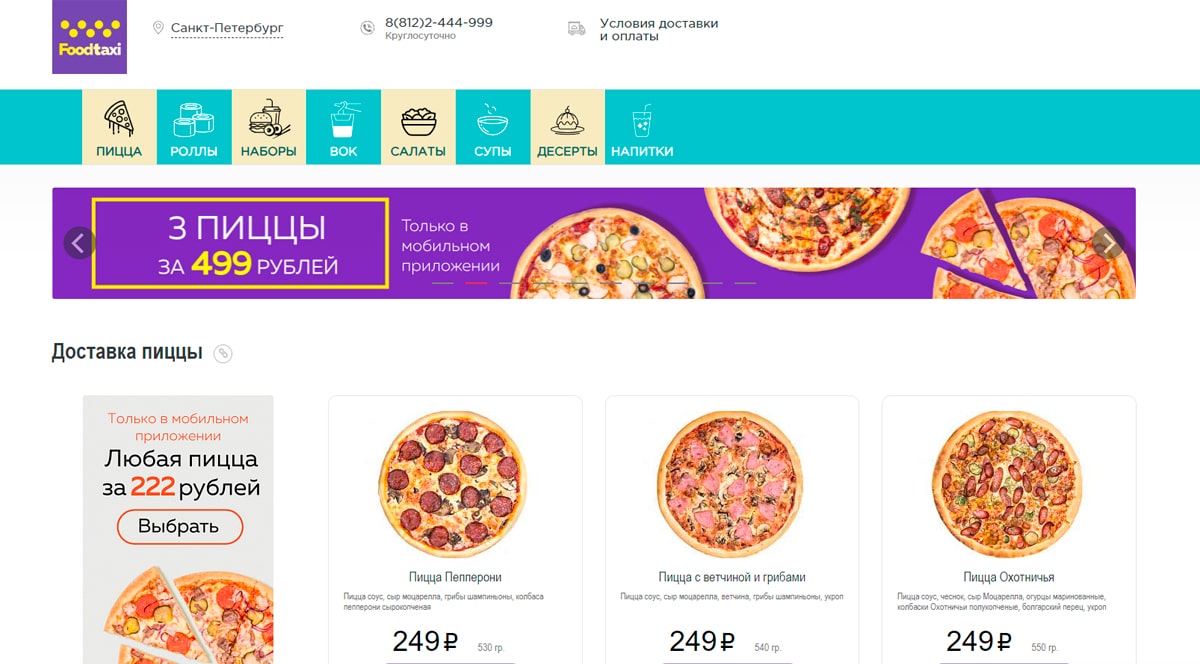 Foodtaxi
Санкт-Петербург
8(812)2-444-999
Круглосуточно
Условия доставки
и оплаты
ПИЦЦА
РОЛЛЫ
НАБОРЫ
ВОК
САЛАТЫ
СУПЫ
ДЕСЕРТЫ
НАПИТКИ
3 ПИЦЦЫ
ЗА 499 РУБЛЕЙ
Только в
мобильном
приложении
Доставка пиццы
Только в мобильном
приложении
Любая пицца
за 222 рублей
Выбрать
Пицца Пепперони
Пицца соус, сыр моцарелла, грибы шампиньоны, колбаса
пепперони сырокопченая
249 ₽ 530 гр.
Пицца с ветчиной и грибами
Пицца соус, сыр моцарелла, ветчина, грибы шампиньоны, укроп
249 ₽ 540 гр.
Пицца Охотничья
Пицца соус, чеснок, сыр Моцарелла, огурцы маринованные,
колбаски Охотничьи полукопченые, болгарский перец, укроп
249 ₽ 550 гр.